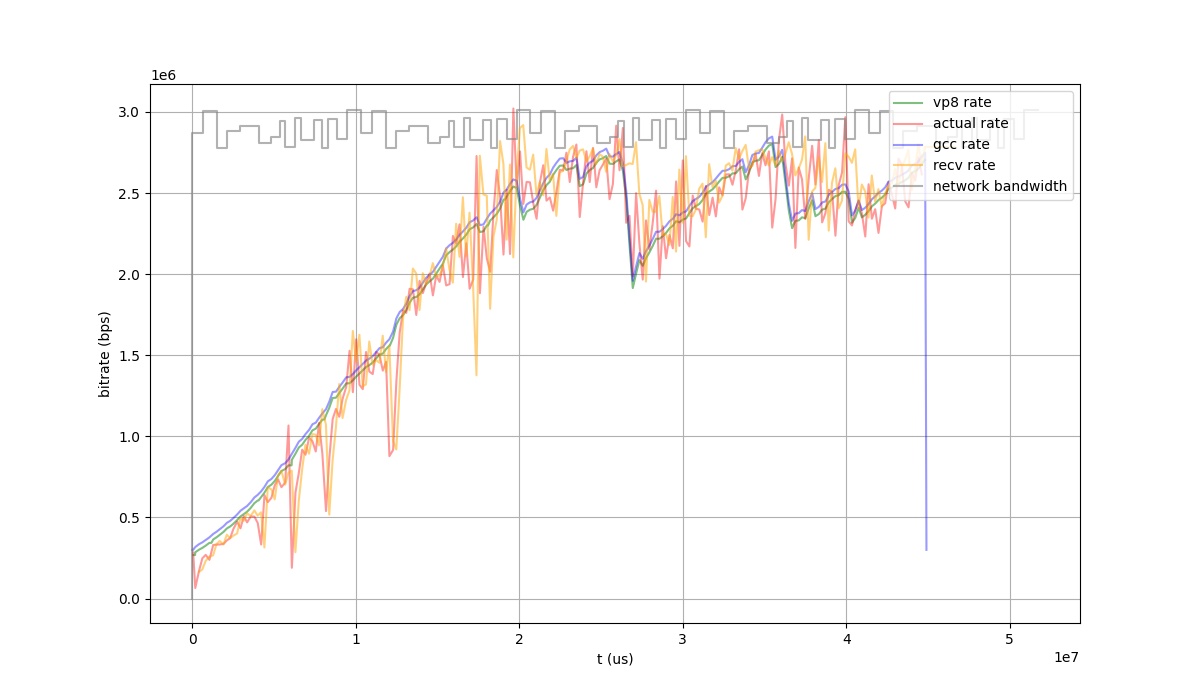 1e6
3.0
2.5
2.0
1.5
1.0
0.5
0.0
bitrate (bps)
vp8 rate
actual rate
gcc rate
recv rate
network bandwidth
0 1 2 3 4 5
t (us)
1e7